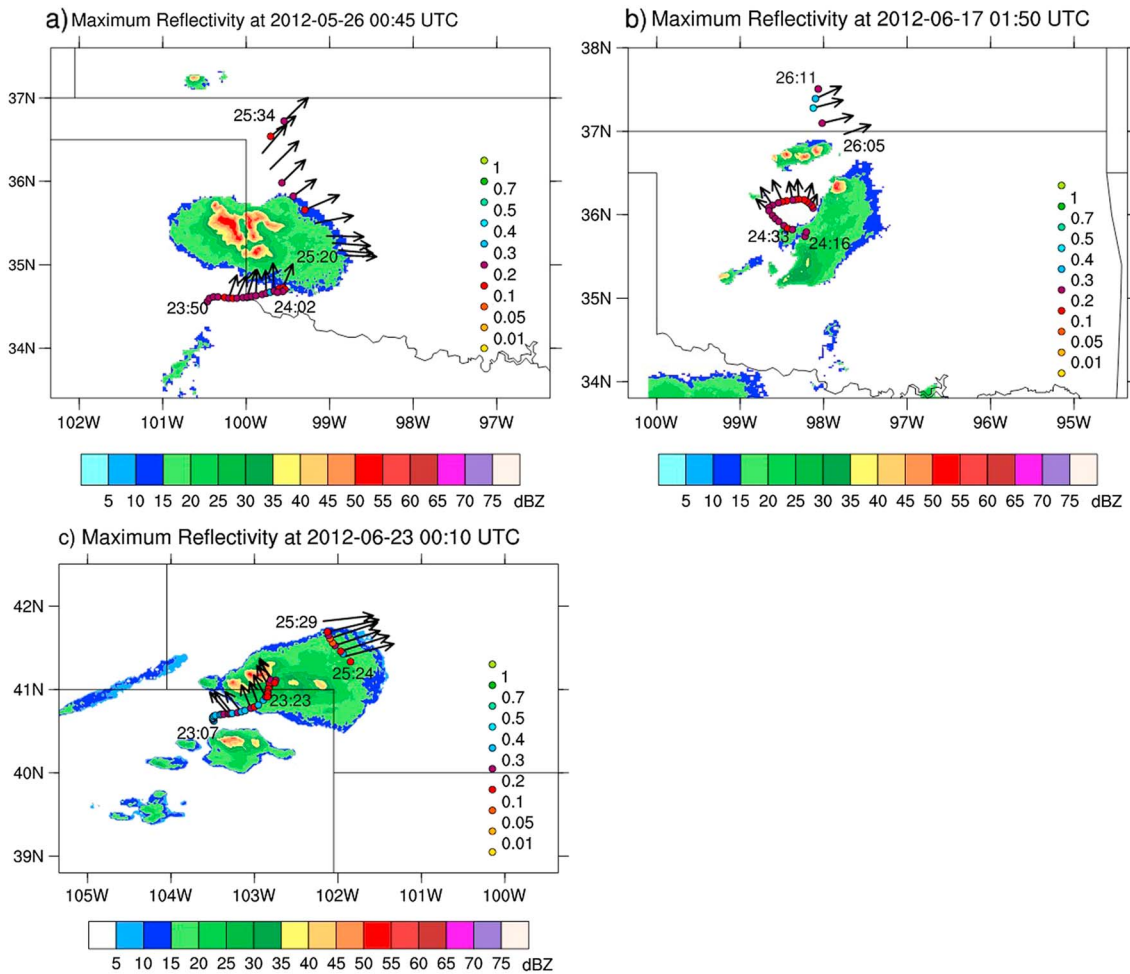 a) Maximum Reflectivity at 2012-05-26 00:45 UTC
37N
36N
35N
34N
102W 101W 100W 99W 98W 97W
25:34
25:20
23:50
24:02
1
0.7
0.5
0.4
0.3
0.2
0.1
0.05
0.01
5 10 15 20 25 30 35 40 45 50 55 60 65 70 75 dBZ
b) Maximum Reflectivity at 2012-06-17 01:50 UTC
38N
37N
36N
35N
34N
100W 99W 98W 97W 96W 95W
26:11
26:05
24:33
24:16
1
0.7
0.5
0.4
0.3
0.2
0.1
0.05
0.01
5 10 15 20 25 30 35 40 45 50 55 60 65 70 75 dBZ
c) Maximum Reflectivity at 2012-06-23 00:10 UTC
42N
41N
40N
39N
105W 104W 103W 102W 101W 100W
25:29
25:24
23:23
23:07
1
0.7
0.5
0.4
0.3
0.2
0.1
0.05
0.01
5 10 15 20 25 30 35 40 45 50 55 60 65 70 75 dBZ